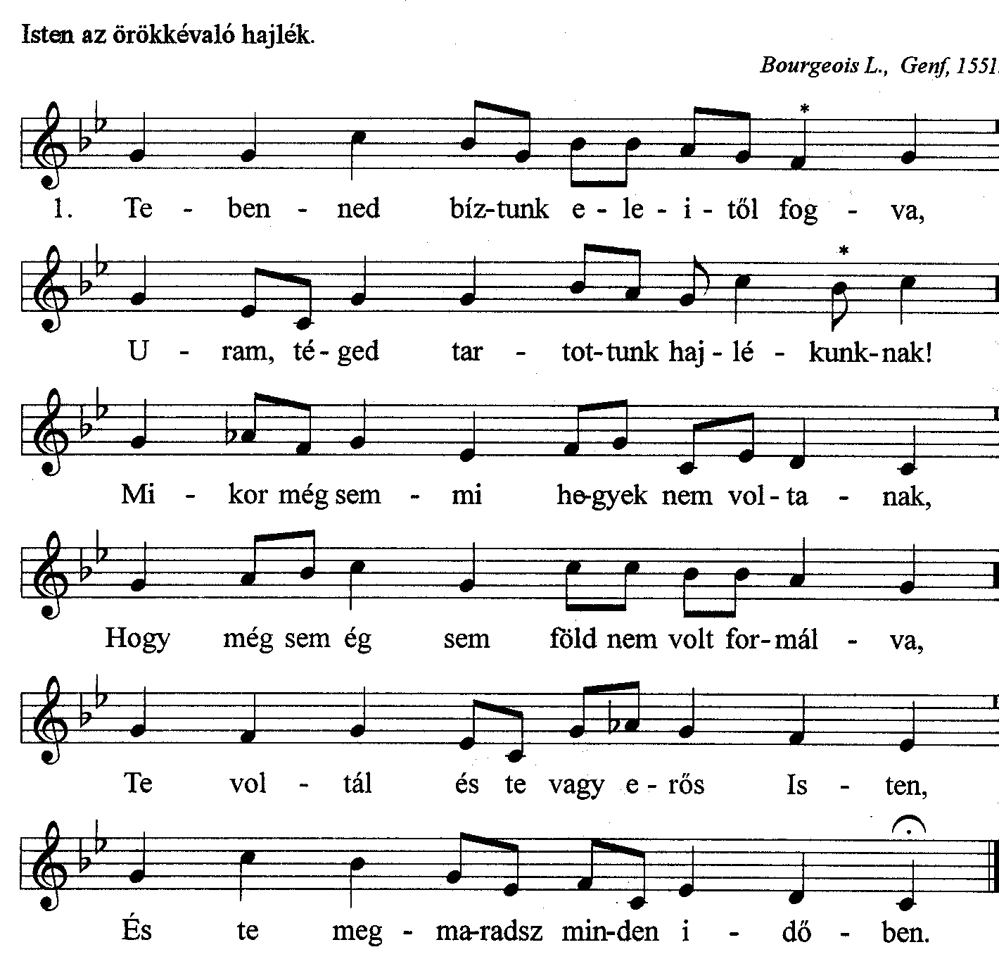 Isten az örökkévaló hajlék.
Bourgeois L., Genf, 1551.
*
1. Te - ben - ned bíz-tunk e - le - i - től fog - va,
*
U - ram, té - ged tar - tot-tunk haj - lé - kunk-nak!
Mi - kor még sem - mi he-gyek nem vol - ta - nak,
Hogy még sem ég sem föld nem volt for-mál - va,
Te vol - tál és te vagy e - rős Is - ten,
És te meg - ma-radsz min-den i - dő - ben.